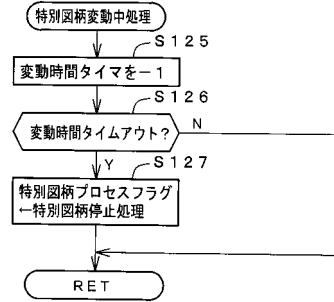 特別図柄変動中処理
S125
変動時間タイマを−1
S126
変動時間タイムアウト?
N
Y
S127
特別図柄プロセスフラグ
←特別図柄停止処理
RET